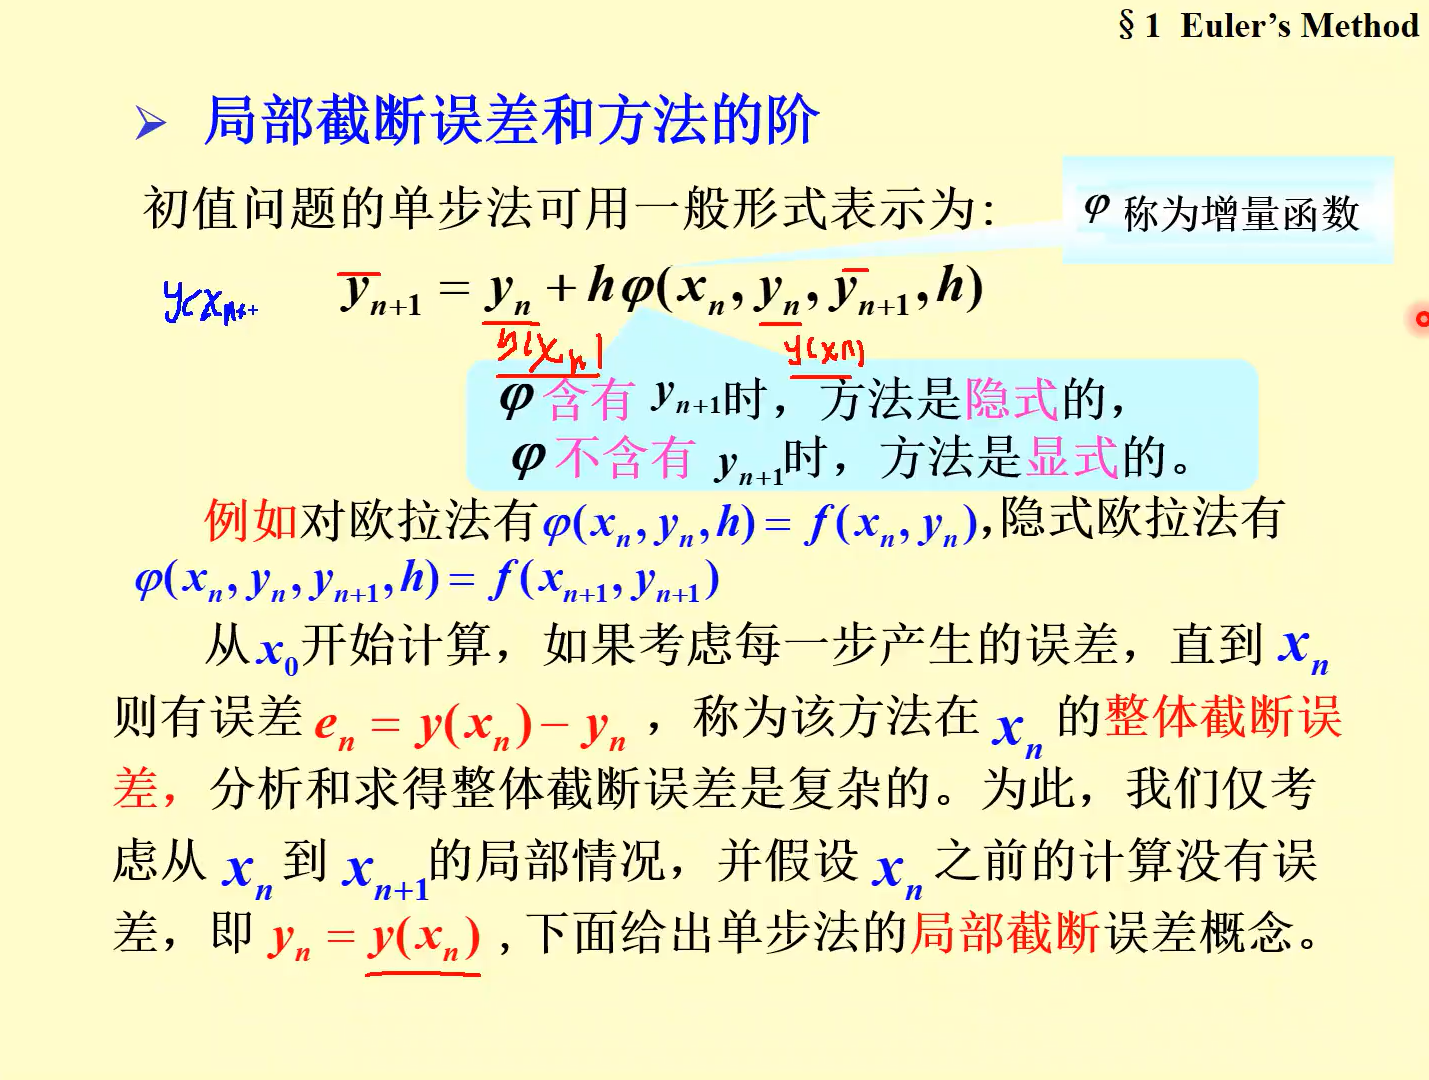 §1 Euler's Method
➢ 局部截断误差和方法的阶
初值问题的单步法可用一般形式表示为:
φ 称为增量函数
y(x_{n+1} y_{n+1} = y_n + hφ(x_n, y_n, y_{n+1}, h)
y(x_n) y(xn)
φ 含有 y_{n+1}时，方法是隐式的，
φ 不含有 y_{n+1}时，方法是显式的。
例如对欧拉法有φ(x_n, y_n, h) = f(x_n, y_n),隐式欧拉法有
φ(x_n, y_n, y_{n+1}, h) = f(x_{n+1}, y_{n+1})
从x_0开始计算，如果考虑每一步产生的误差，直到 x_n
则有误差 e_n = y(x_n) − y_n ，称为该方法在 x_n 的整体截断误
差，分析和求得整体截断误差是复杂的。为此，我们仅考
虑从 x_n 到 x_{n+1}的局部情况，并假设 x_n 之前的计算没有误
差，即 y_n = y(x_n) ,下面给出单步法的局部截断误差概念。